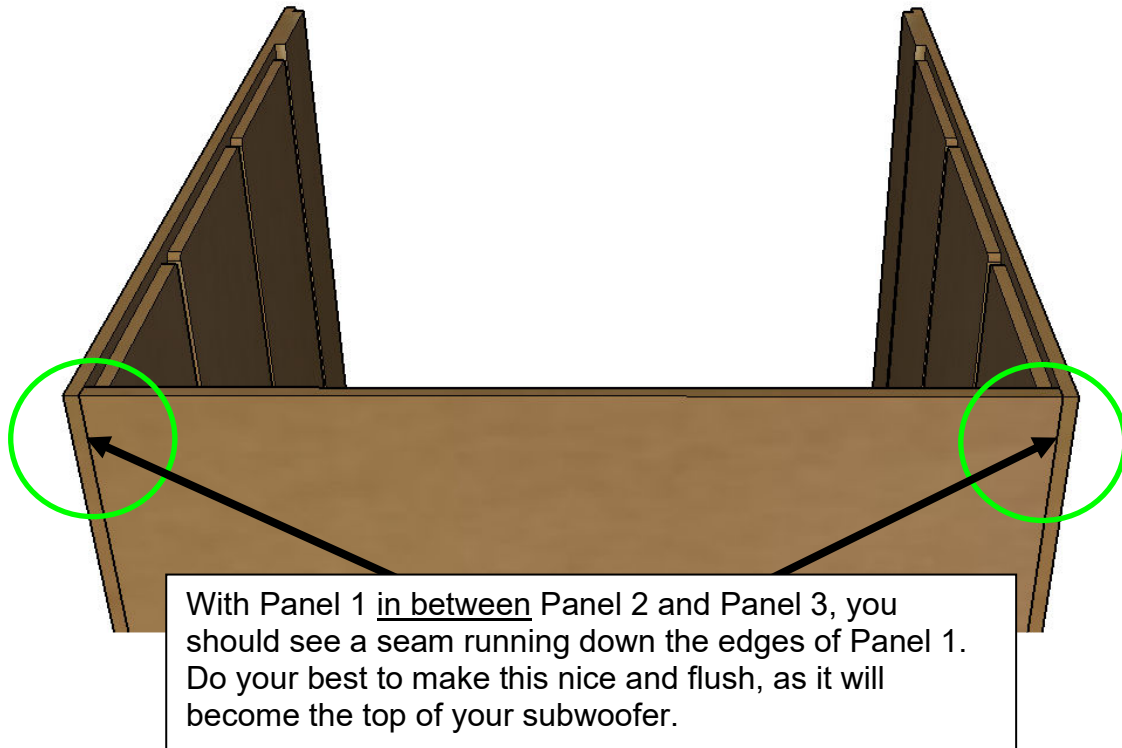 With Panel 1 in between Panel 2 and Panel 3, you
should see a seam running down the edges of Panel 1.
Do your best to make this nice and flush, as it will
become the top of your subwoofer.